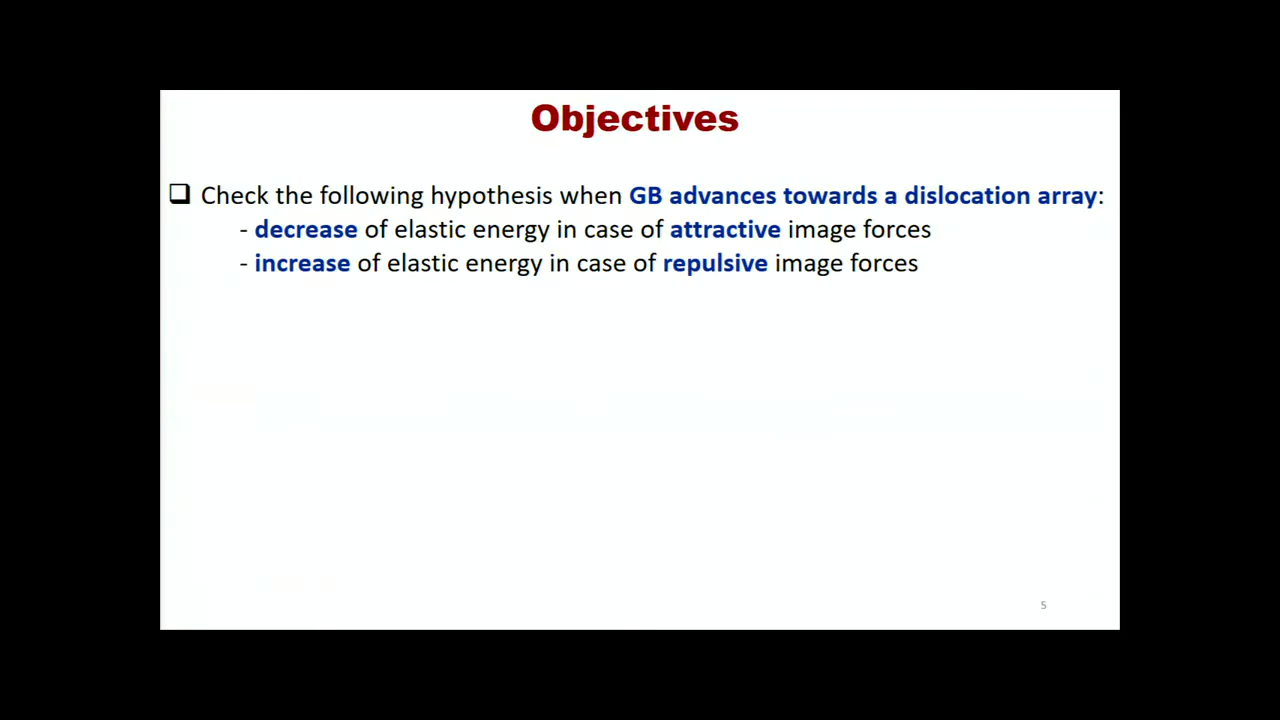 Objectives
❑ Check the following hypothesis when GB advances towards a dislocation array:
- decrease of elastic energy in case of attractive image forces
- increase of elastic energy in case of repulsive image forces
5